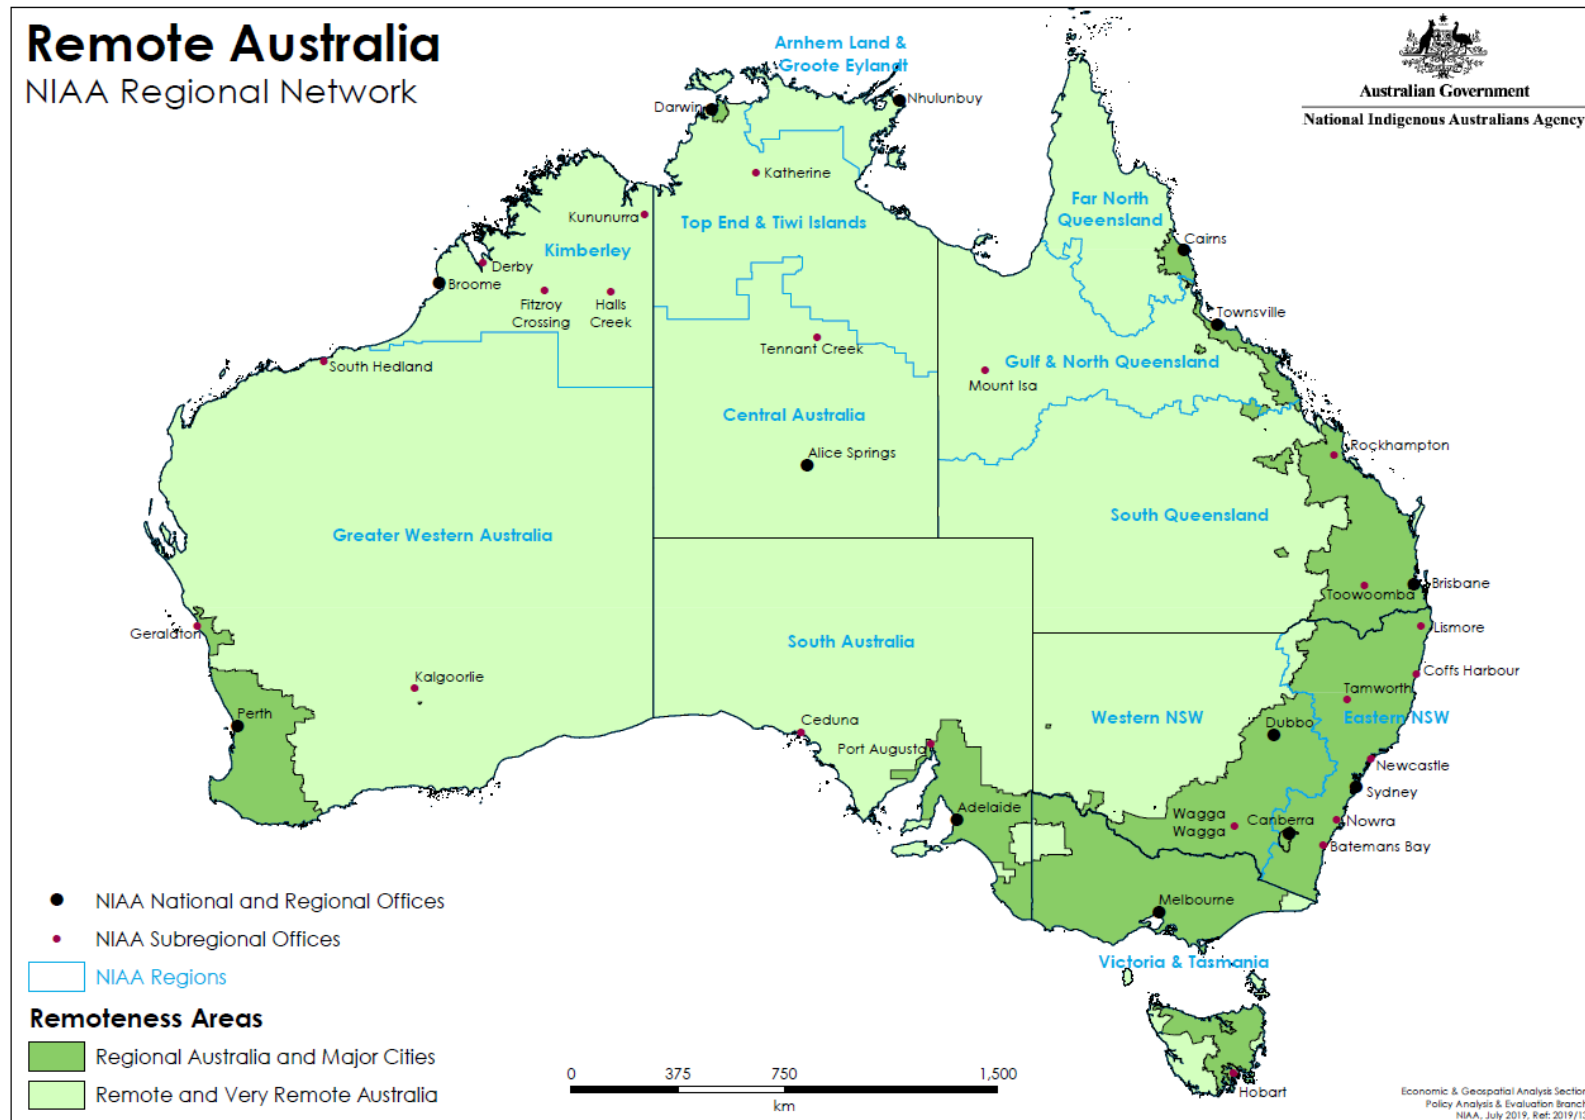 Remote Australia
NIAA Regional Network
Arnhem Land &
Groote Eylandt
Australian Government
National Indigenous Australians Agency
Darwin
Nhulunbuy
Katherine
Kununurra
Top End & Tiwi Islands
Far North
Queensland
Kimberley
Cairns
Derby
Broome
Fitzroy
Crossing
Halls
Creek
Townsville
Tennant Creek
South Hedland
Gulf & North Queensland
Mount Isa
Central Australia
Rockhampton
Alice Springs
South Queensland
Greater Western Australia
Brisbane
Toowoomba
Geraldton
Lismore
South Australia
Coffs Harbour
Kalgoorlie
Tamworth
Perth
Ceduna
Western NSW
Dubbo
Eastern NSW
Port Augusta
Newcastle
Sydney
Adelaide
Wagga
Wagga
Canberra
Nowra
Batemans Bay
Melbourne
Victoria & Tasmania
Hobart
NIAA National and Regional Offices
NIAA Subregional Offices
NIAA Regions
Remoteness Areas
Regional Australia and Major Cities
Remote and Very Remote Australia
0 375 750 1,500
km
Economic & Geospatial Analysis Section
Policy Analysis & Evaluation Branch
NIAA, July 2019, Ref: 2019/13